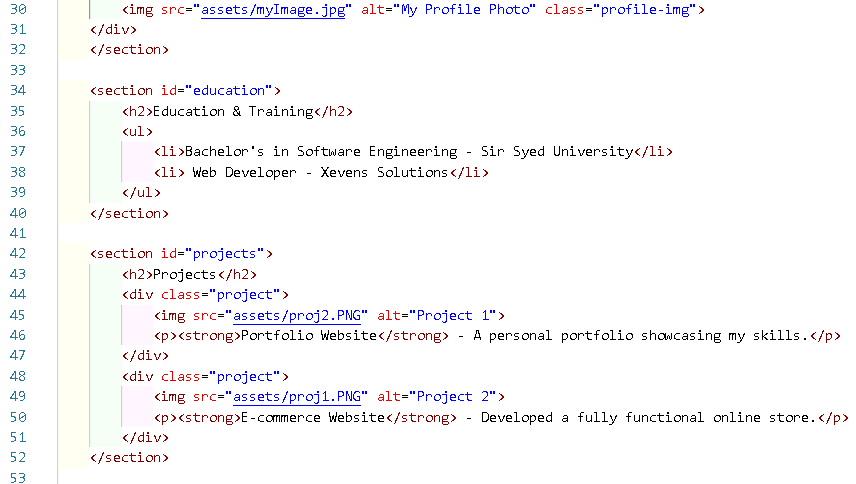 30 <img src="assets/myImage.jpg" alt="My Profile Photo" class="profile-img">
31 </div>
32 </section>
33
34 <section id="education">
35 <h2>Education & Training</h2>
36 <ul>
37 <li>Bachelor's in Software Engineering - Sir Syed University</li>
38 <li> Web Developer - Xevens Solutions</li>
39 </ul>
40 </section>
41
42 <section id="projects">
43 <h2>Projects</h2>
44 <div class="project">
45 <img src="assets/proj2.PNG" alt="Project 1">
46 <p><strong>Portfolio Website</strong> - A personal portfolio showcasing my skills.</p>
47 </div>
48 <div class="project">
49 <img src="assets/proj1.PNG" alt="Project 2">
50 <p><strong>E-commerce Website</strong> - Developed a fully functional online store.</p>
51 </div>
52 </section>
53